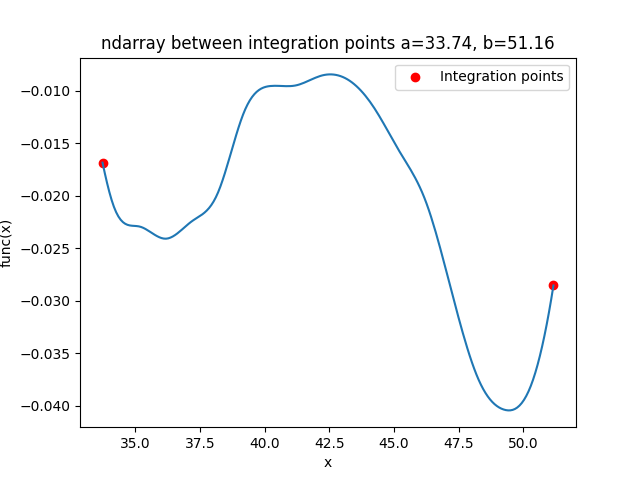 ndarray between integration points a=33.74, b=51.16
Integration points
−0.010
−0.015
−0.020
−0.025
−0.030
−0.035
−0.040
func(x)
35.0 37.5 40.0 42.5 45.0 47.5 50.0
x